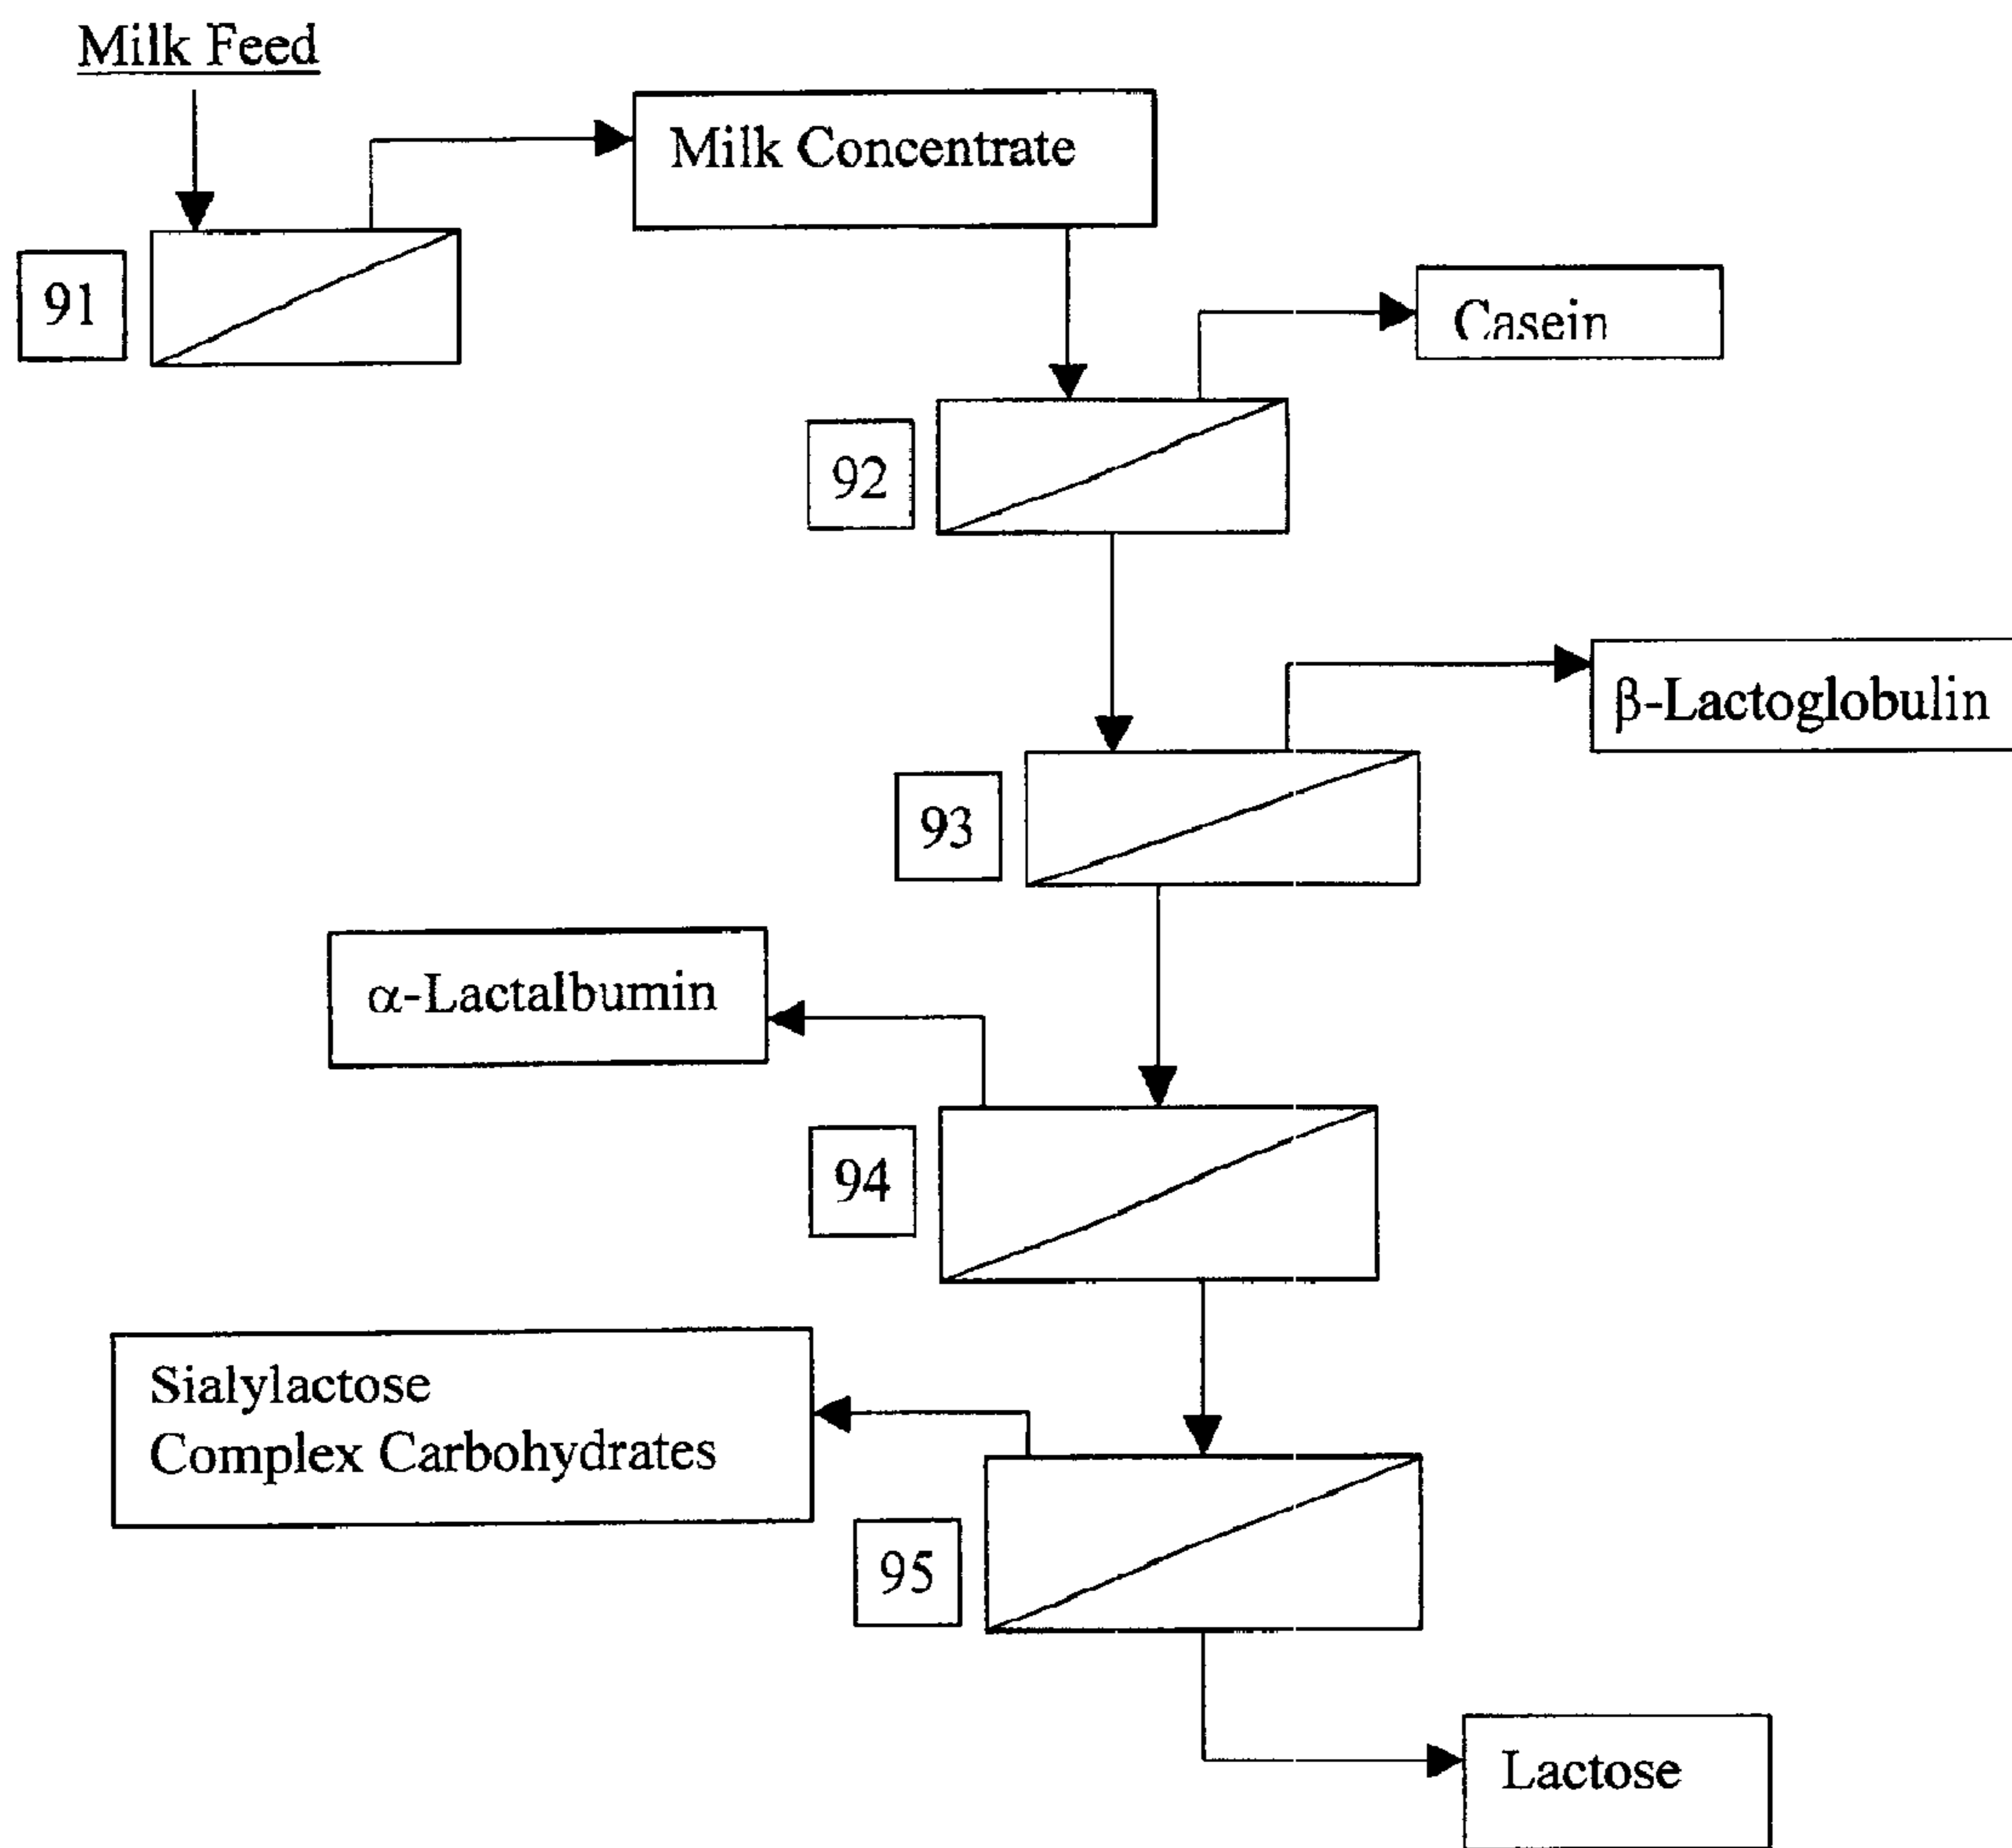 Milk Feed
Milk Concentrate
91
Casein
92
β-Lactoglobulin
93
α-Lactalbumin
94
Sialylactose
Complex Carbohydrates
95
Lactose